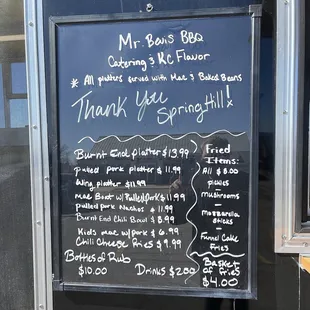 Mr. Bevis BBQ
Catering & KC Flavor
* All platters served with Mac & Baked Beans
Thank You
SpringHill!
Burnt End platter $13.99
pulled pork platter $11.99
Wing platter $11.99
Mac Bowl w/Pulled Pork $11.99
pulled pork Nachos $11.99
Burnt End Chili Bowl $8.99
Kids mac w/pork $6.99
Chili Cheese Fries $9.99
Bottles of Rub
$10.00
Drinks $2.00
Fried
Items:
All $8.00
pickles
-
mushrooms
-
mozzarella
sticks
-
Funnel Cake
Fries
Basket
of fries
$4.00